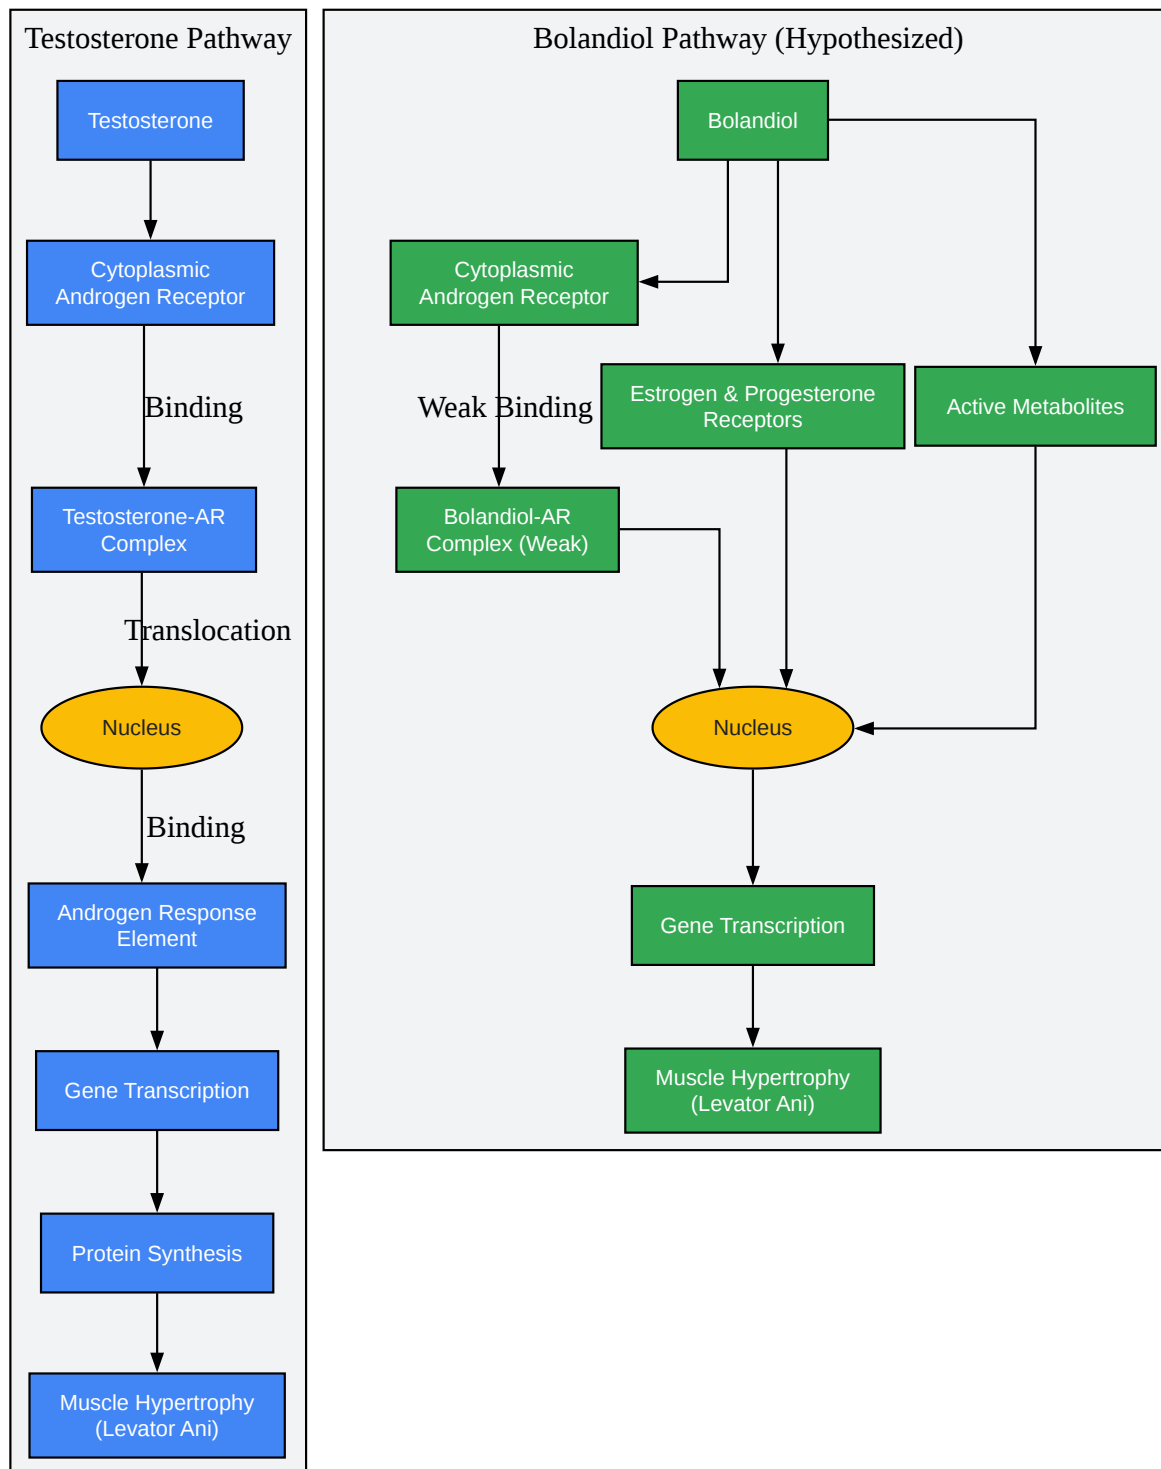 Testosterone Pathway
Testosterone
Cytoplasmic
Androgen Receptor
Binding
Testosterone-AR
Complex
Translocation
Nucleus
Binding
Androgen Response
Element
Gene Transcription
Protein Synthesis
Muscle Hypertrophy
(Levator Ani)
Bolandiol Pathway (Hypothesized)
Bolandiol
Cytoplasmic
Androgen Receptor
Weak Binding
Estrogen & Progesterone
Receptors
Active Metabolites
Bolandiol-AR
Complex (Weak)
Nucleus
Gene Transcription
Muscle Hypertrophy
(Levator Ani)